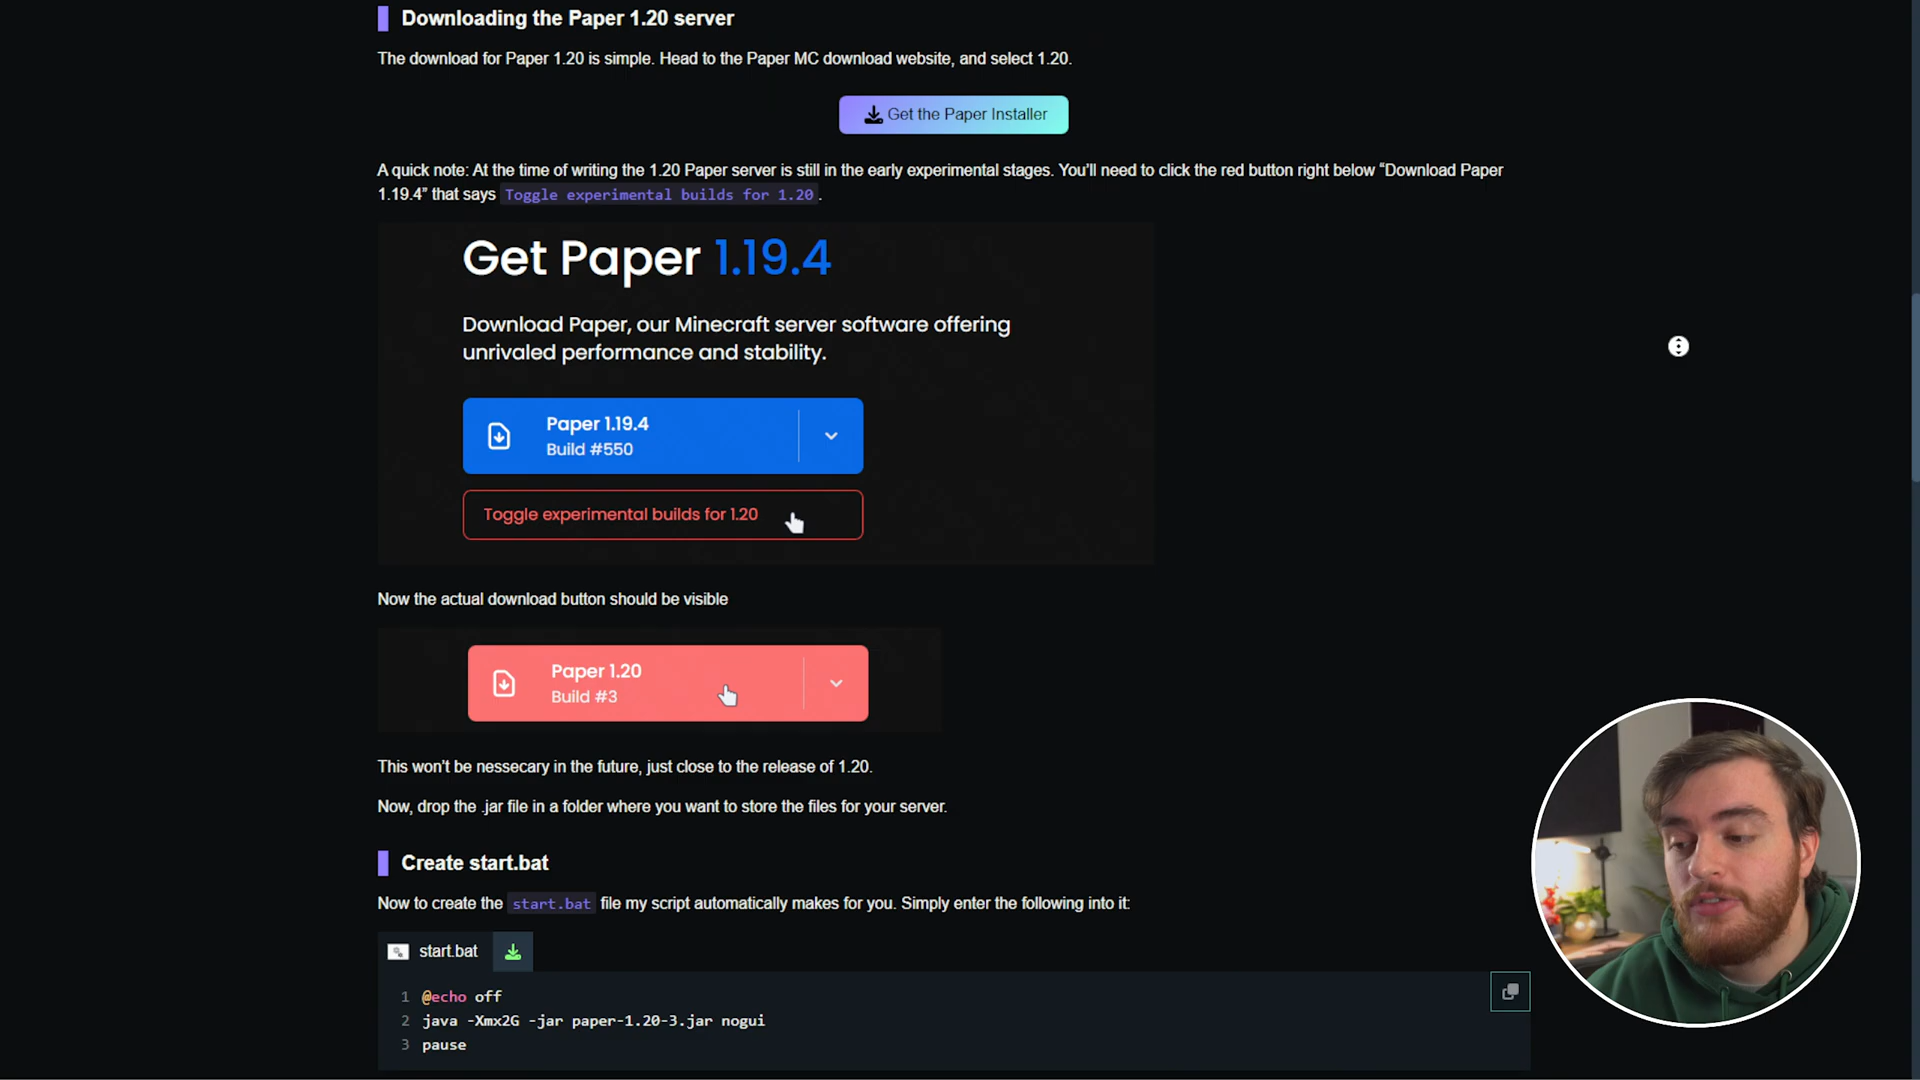 Downloading the Paper 1.20 server
The download for Paper 1.20 is simple. Head to the Paper MC download website, and select 1.20.
Get the Paper Installer
A quick note: At the time of writing the 1.20 Paper server is still in the early experimental stages. You’ll need to click the red button right below “Download Paper
1.19.4” that says Toggle experimental builds for 1.20.
Get Paper 1.19.4
Download Paper, our Minecraft server software offering
unrivaled performance and stability.
Paper 1.19.4
Build #550
Toggle experimental builds for 1.20
Now the actual download button should be visible
Paper 1.20
Build #3
This won’t be nessecary in the future, just close to the release of 1.20.
Now, drop the .jar file in a folder where you want to store the files for your server.
Create start.bat
Now to create the start.bat file my script automatically makes for you. Simply enter the following into it:
start.bat
1 @echo off
2 java -Xmx2G -jar paper-1.20-3.jar nogui
3 pause